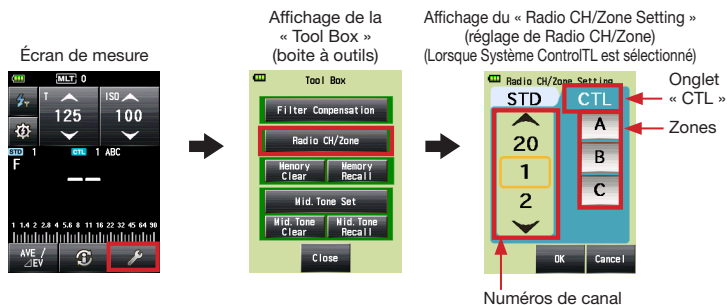 Écran de mesure
MLT 0
T
125
ISO
100
STD 1 CTL 1 ABC
F
1 1.4 2 2.8 4 5.6 8 11 16 22 32 45 64 90
AVE /
⊿EV
Affichage de la
« Tool Box »
(boite à outils)
Tool Box
Filter Compensation
Radio CH/Zone
Memory Clear
Memory Recall
Mid. Tone Set
Mid. Tone Clear
Mid. Tone Recall
Close
Affichage du « Radio CH/Zone Setting »
(réglage de Radio CH/Zone)
(Lorsque Système ControlTL est sélectionné)
Radio CH/Zone Setting
STD
CTL
20
1
2
A
B
C
OK
Cancel
Onglet
« CTL »
Zones
Numéros de canal